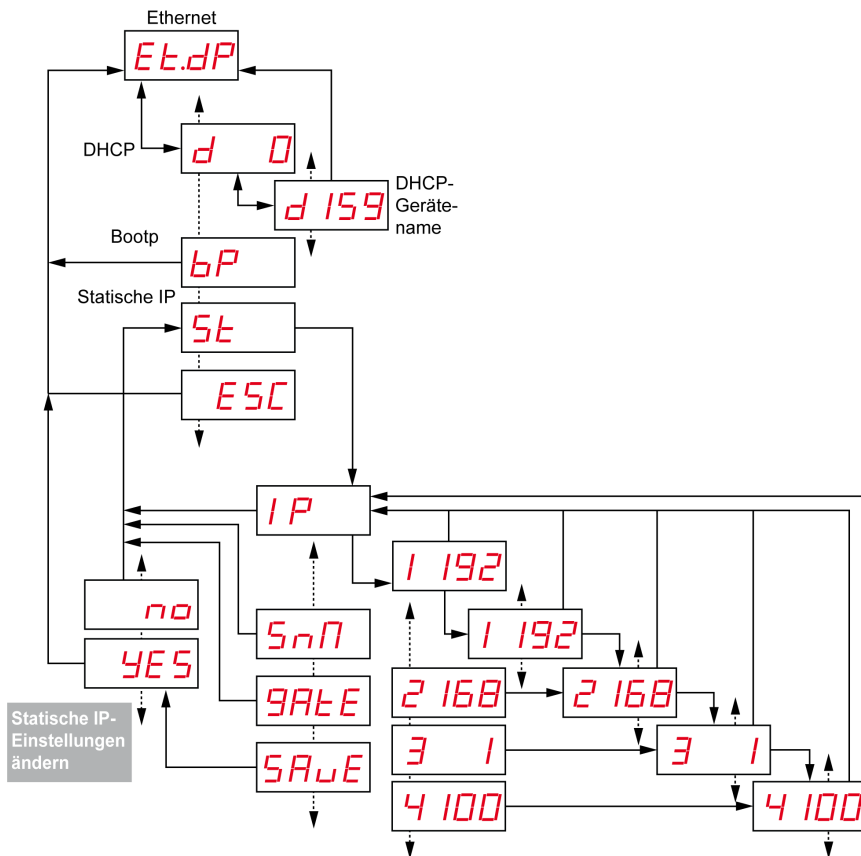 Ethernet
Et.dP
DHCP
d 0
d 159
DHCP-
Geräte-
name
Bootp
bP
Statische IP
St
ESC
IP
1 192
no
SnM
1 192
YES
gAtE
2 168
2 168
Statische IP-
Einstellungen
ändern
SAvE
3 1
3 1
4 100
4 100